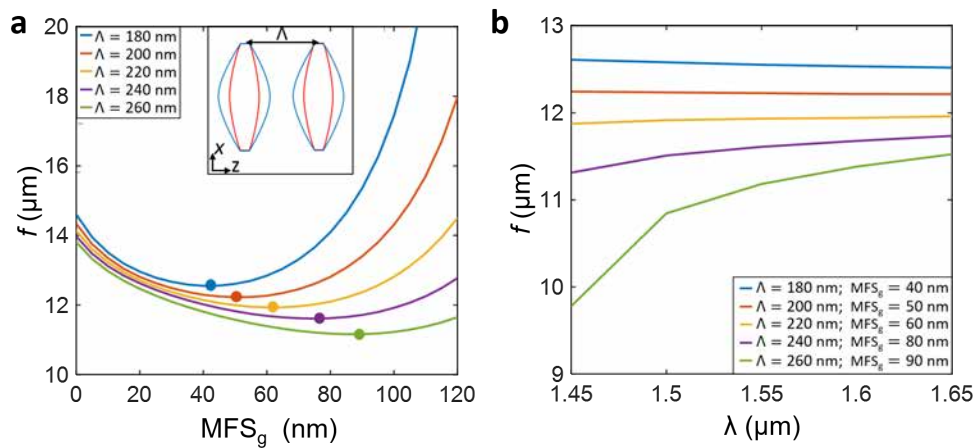 a
20
18
16
14
12
10
f (μm)
0 20 40 60 80 100 120
MFSg (nm)
Λ = 180 nm
Λ = 200 nm
Λ = 220 nm
Λ = 240 nm
Λ = 260 nm
Λ
x
z
b
13
12
11
10
9
f (μm)
1.45 1.5 1.55 1.6 1.65
λ (μm)
Λ = 180 nm; MFSg = 40 nm
Λ = 200 nm; MFSg = 50 nm
Λ = 220 nm; MFSg = 60 nm
Λ = 240 nm; MFSg = 80 nm
Λ = 260 nm; MFSg = 90 nm